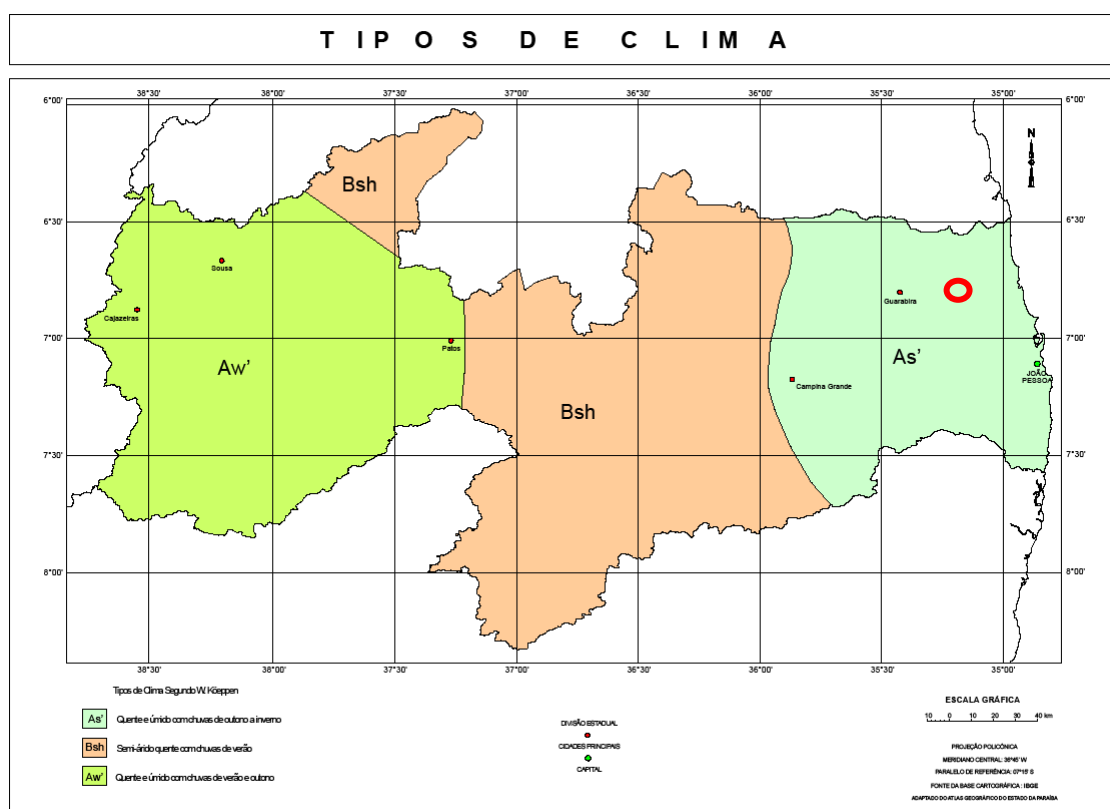 TIPOS DE CLIMA
38°30' 38°00' 37°30' 37°00' 36°30' 36°00' 35°30' 35°00'
6°00' 6°00'
N
Bsh
6°30' 6°30'
Sousa
Guarabira
Cajazeiras
7°00' 7°00'
Patos
Aw'
As'
JOÃO
PESSOA
Campina Grande
Bsh
7°30' 7°30'
8°00' 8°00'
38°30' 38°00' 37°30' 37°00' 36°30' 36°00' 35°30' 35°00'
Tipos de Clima Segundo W. Köeppen
As' Quente e úmrido com chuvas de outono a inverno
Bsh Semi-árido quente com chuvas de verão
Aw' Quente e úmrido com chuvas de verão e outono
DIVISÃO ESTADUAL
CIDADES PRINCIPAIS
CAPITAL
ESCALA GRÁFICA
10 0 10 20 30 40 km
PROJEÇÃO POLICÔNICA
MERIDIANO CENTRAL: 36°45' W
PARALELO DE REFERÊNCIA: 07°15' S
FONTE DA BASE CARTOGRÁFICA : IBGE
ADAPTADO DO ATLAS GEOGRÁFICO DO ESTADO DA PARAÍBA